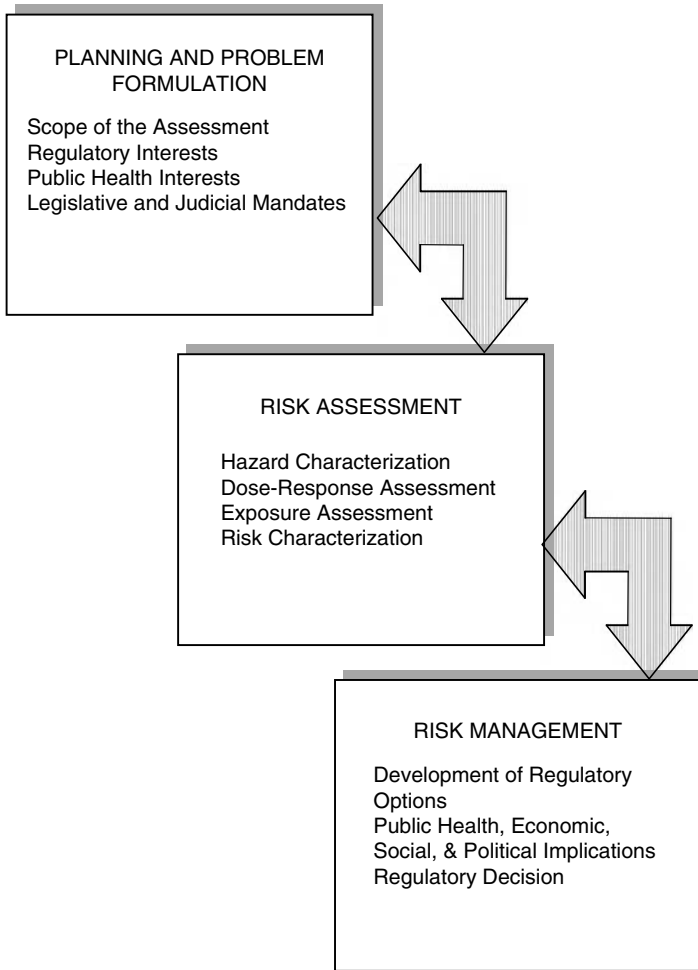 PLANNING AND PROBLEM
FORMULATION
Scope of the Assessment
Regulatory Interests
Public Health Interests
Legislative and Judicial Mandates
RISK ASSESSMENT
Hazard Characterization
Dose-Response Assessment
Exposure Assessment
Risk Characterization
RISK MANAGEMENT
Development of Regulatory
Options
Public Health, Economic,
Social, & Political Implications
Regulatory Decision